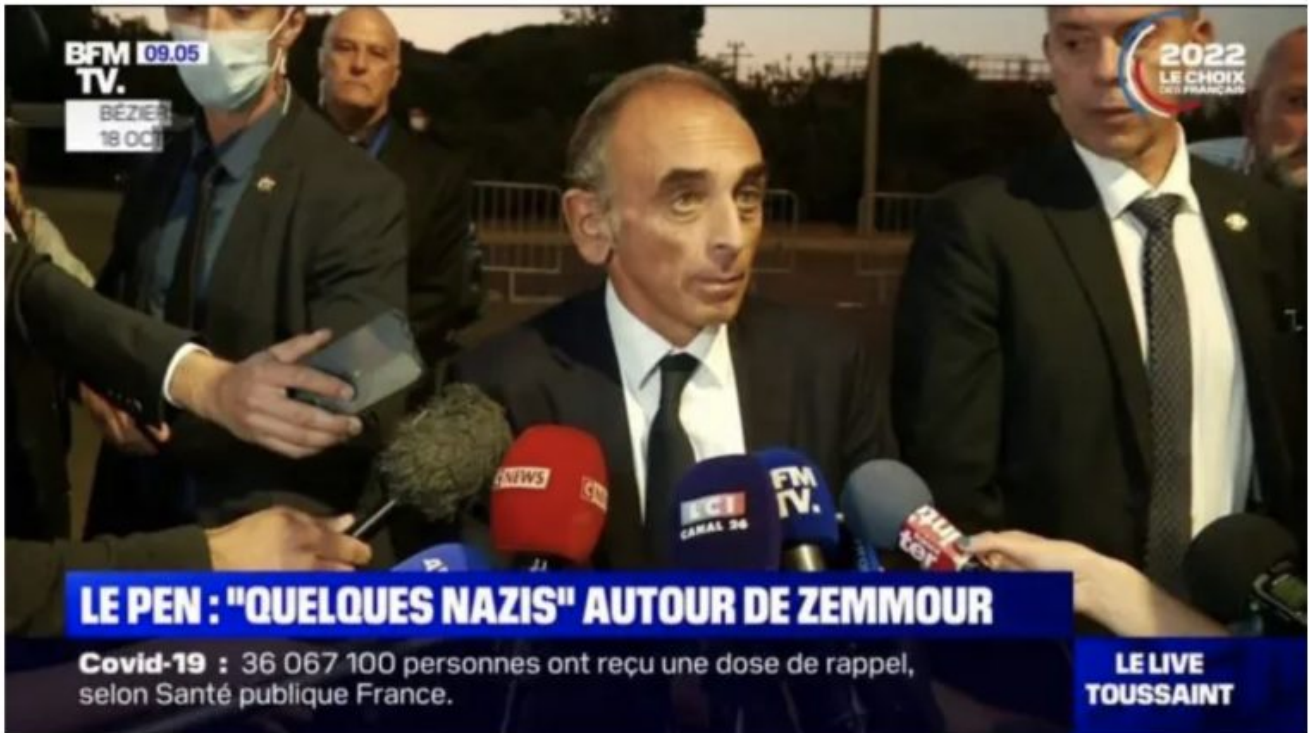 BFM
TV.
09.05
BÉZIER
18 OCT
2022
LE CHOIX
DES FRANÇAIS
CNEWS
CNE
LCI
CANAL 26
BFM
TV.
LE PEN : "QUELQUES NAZIS" AUTOUR DE ZEMMOUR
Covid-19 : 36 067 100 personnes ont reçu une dose de rappel,
selon Santé publique France.
LE LIVE
TOUSSAINT